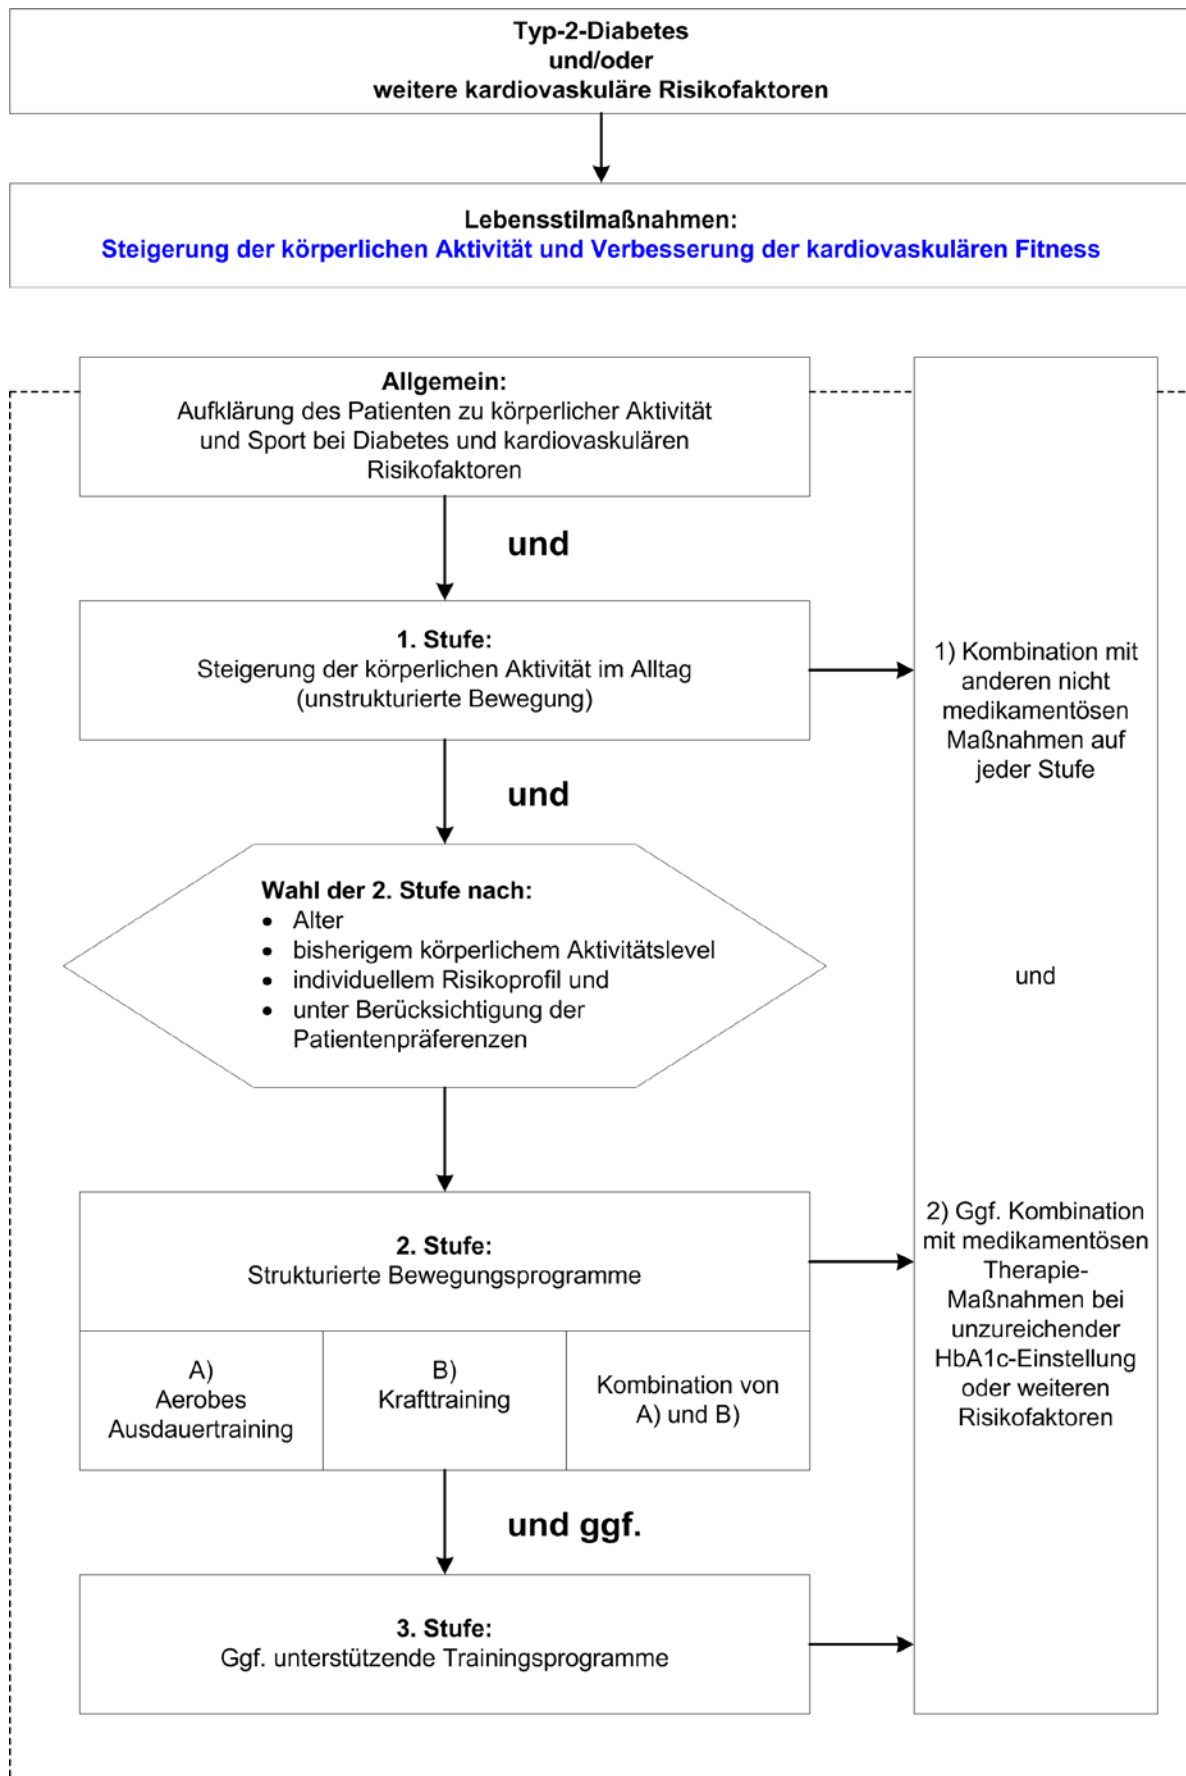 Typ-2-Diabetes
und/oder
weitere kardiovaskuläre Risikofaktoren
Lebensstilmaßnahmen:
Steigerung der körperlichen Aktivität und Verbesserung der kardiovaskulären Fitness
Allgemein:
Aufklärung des Patienten zu körperlicher Aktivität
und Sport bei Diabetes und kardiovaskulären
Risikofaktoren
und
1. Stufe:
Steigerung der körperlichen Aktivität im Alltag
(unstrukturierte Bewegung)
und
Wahl der 2. Stufe nach:
• Alter
• bisherigem körperlichem Aktivitätslevel
• individuellem Risikoprofil und
• unter Berücksichtigung der
Patientenpräferenzen
2. Stufe:
Strukturierte Bewegungsprogramme
A)
Aerobes
Ausdauertraining
B)
Krafttraining
Kombination von
A) und B)
und ggf.
3. Stufe:
Ggf. unterstützende Trainingsprogramme
1) Kombination mit
anderen nicht
medikamentösen
Maßnahmen auf
jeder Stufe
und
2) Ggf. Kombination
mit medikamentösen
Therapie-
Maßnahmen bei
unzureichender
HbA1c-Einstellung
oder weiteren
Risikofaktoren